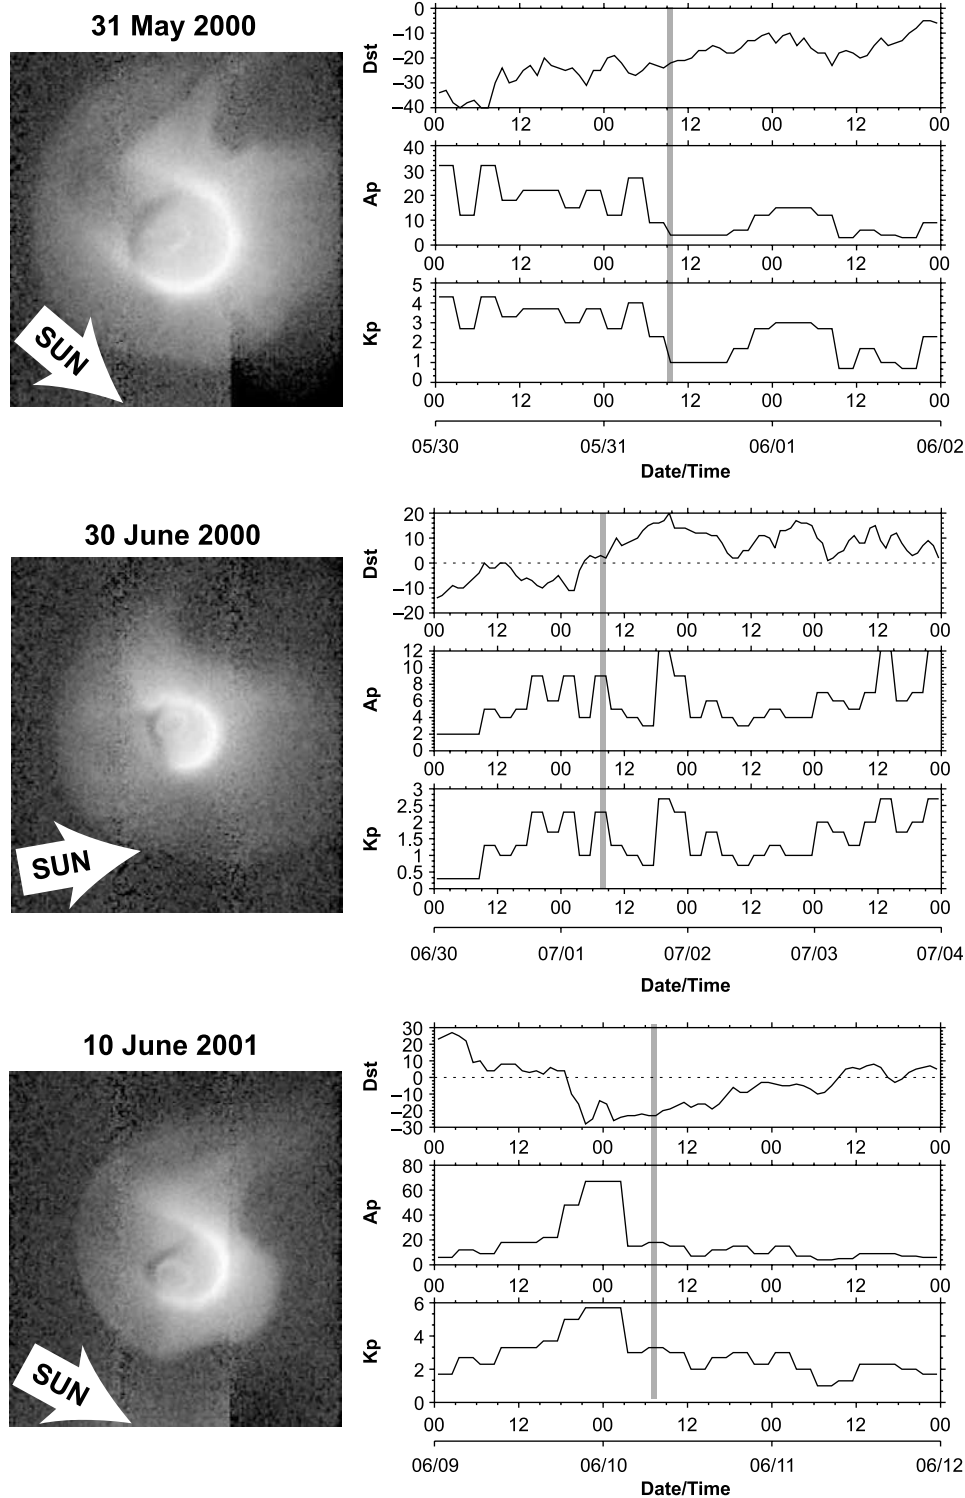 31 May 2000
SUN
Dst
0
−10
−20
−30
−40
00 12 00 12 00 12 00
Ap
40
30
20
10
0
00 12 00 12 00 12 00
Kp
5
4
3
2
1
0
00 12 00 12 00 12 00
05/30 05/31 06/01 06/02
Date/Time
30 June 2000
SUN
Dst
20
10
0
−10
−20
00 12 00 12 00 12 00 12 00
Ap
12
10
8
6
4
2
0
00 12 00 12 00 12 00 12 00
Kp
3
2.5
2
1.5
1
0.5
0
00 12 00 12 00 12 00 12 00
06/30 07/01 07/02 07/03 07/04
Date/Time
10 June 2001
SUN
Dst
30
20
10
0
−10
−20
−30
00 12 00 12 00 12 00
Ap
80
60
40
20
0
00 12 00 12 00 12 00
Kp
6
4
2
0
00 12 00 12 00 12 00
06/09 06/10 06/11 06/12
Date/Time